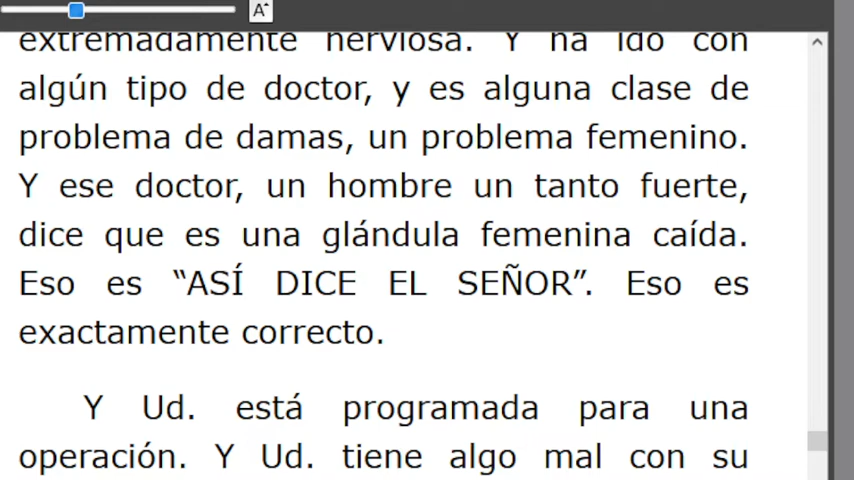 A
extremadamente nerviosa. Y ha ido con
algún tipo de doctor, y es alguna clase de
problema de damas, un problema femenino.
Y ese doctor, un hombre un tanto fuerte,
dice que es una glándula femenina caída.
Eso es “ASÍ DICE EL SEÑOR”. Eso es
exactamente correcto.
Y Ud. está programada para una
operación. Y Ud. tiene algo mal con su